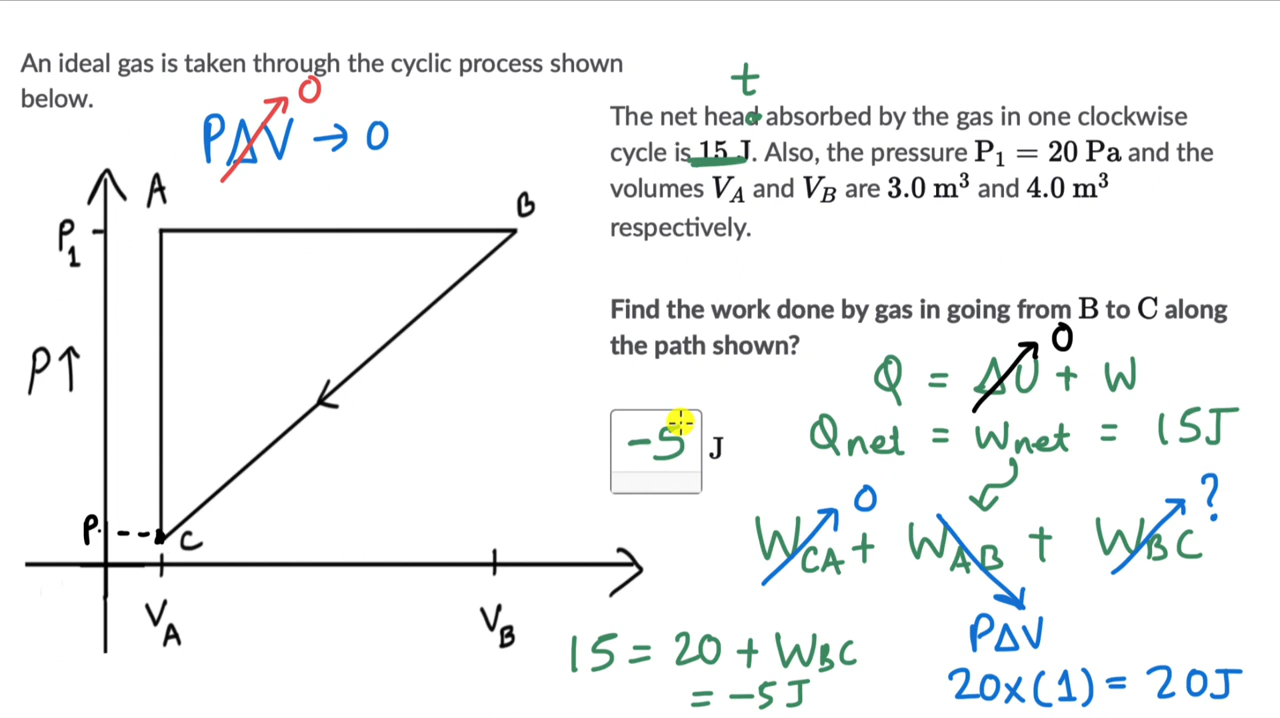 An ideal gas is taken through the cyclic process shown
below.
PΔV → 0
0
t
The net head absorbed by the gas in one clockwise
cycle is 15 J. Also, the pressure P₁ = 20 Pa and the
volumes V_A and V_B are 3.0 m³ and 4.0 m³
respectively.
Find the work done by gas in going from B to C along
the path shown?
A
B
P₁
P↑
P.
C
V_A
V_B
0
Q = ΔU + W
-5 J
Qnet = Wnet = 15J
0
?
W_CA + W_AB + W_BC
PΔV
20x(1) = 20J
15 = 20 + W_BC
= -5J